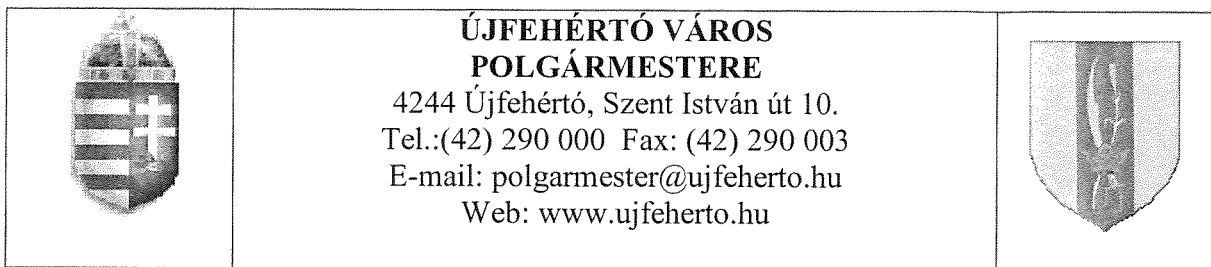 ÚJFEHÉRTÓ VÁROS
POLGÁRMESTERE
4244 Újfehértó, Szent István út 10.
Tel.:(42) 290 000 Fax: (42) 290 003
E-mail: polgarmester@ujfeherto.hu
Web: www.ujfeherto.hu